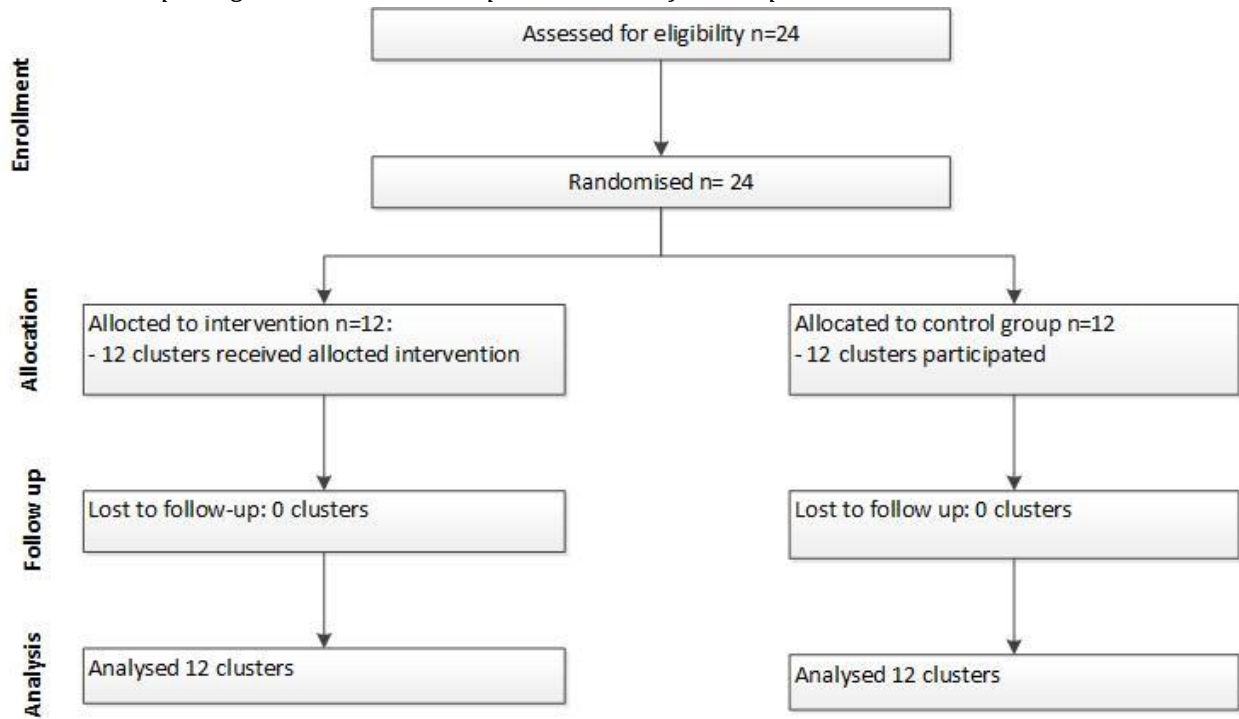 Assessed for eligibility n=24
Enrollment
Randomised n= 24
Allocation
Allocted to intervention n=12:
- 12 clusters received allocted intervention
Allocated to control group n=12
- 12 clusters participated
Follow up
Lost to follow-up: 0 clusters
Lost to follow up: 0 clusters
Analysis
Analysed 12 clusters
Analysed 12 clusters